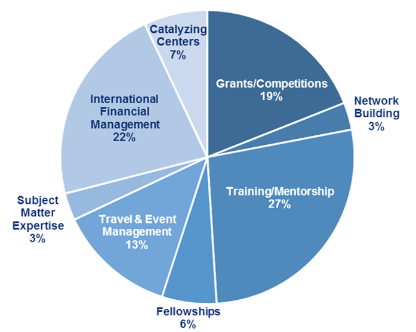 Catalyzing
Centers
7%
Grants/Competitions
19%
Network
Building
3%
Training/Mentorship
27%
Fellowships
6%
Travel & Event
Management
13%
Subject
Matter
Expertise
3%
International
Financial
Management
22%